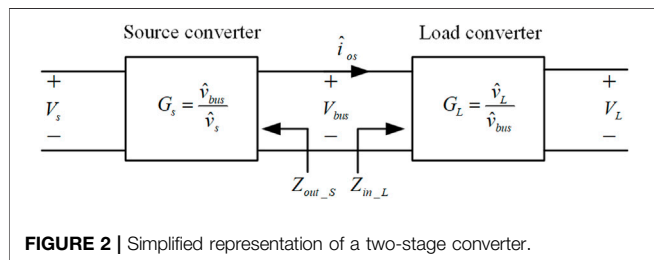 Source converter
Load converter
î_os
+ + + +
V_s G_s = v̂_bus / v̂_s V_bus G_L = v̂_L / v̂_bus V_L
− − − −
Z_out_S Z_in_L
FIGURE 2 | Simplified representation of a two-stage converter.